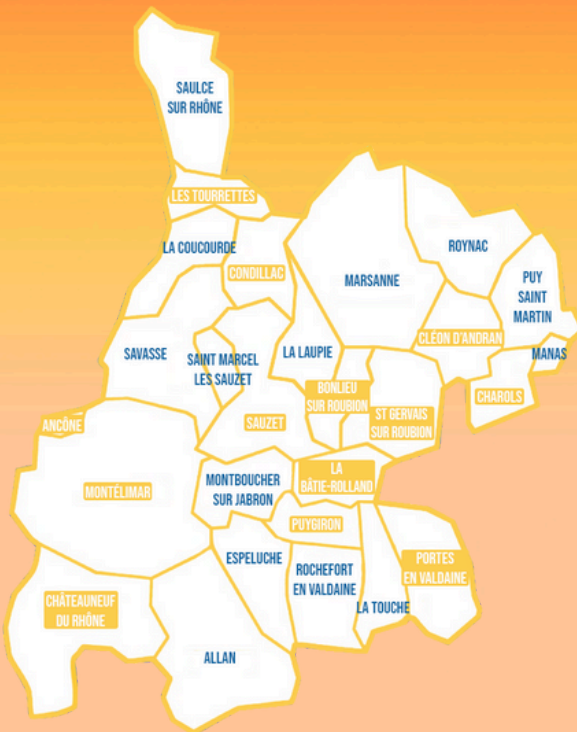 SAULCE
SUR RHÔNE
LES TOURRETTES
LA COUCOURDE
CONDILLAC
MARSANNE
ROYNAC
PUY
SAINT
MARTIN
CLÉON D'ANDRAN
MANAS
SAVASSE
SAINT MARCEL
LES SAUZET
LA LAUPIE
BONLIEU
SUR ROUBION
CHAROLS
ANCÔNE
SAUZET
ST GERVAIS
SUR ROUBION
MONTÉLIMAR
MONTBOUCHER
SUR JABRON
LA
BÂTIE-ROLLAND
PUYGIRON
ESPELUCHE
ROCHEFORT
EN VALDAINE
PORTES
EN VALDAINE
CHÂTEAUNEUF
DU RHÔNE
LA TOUCHE
ALLAN